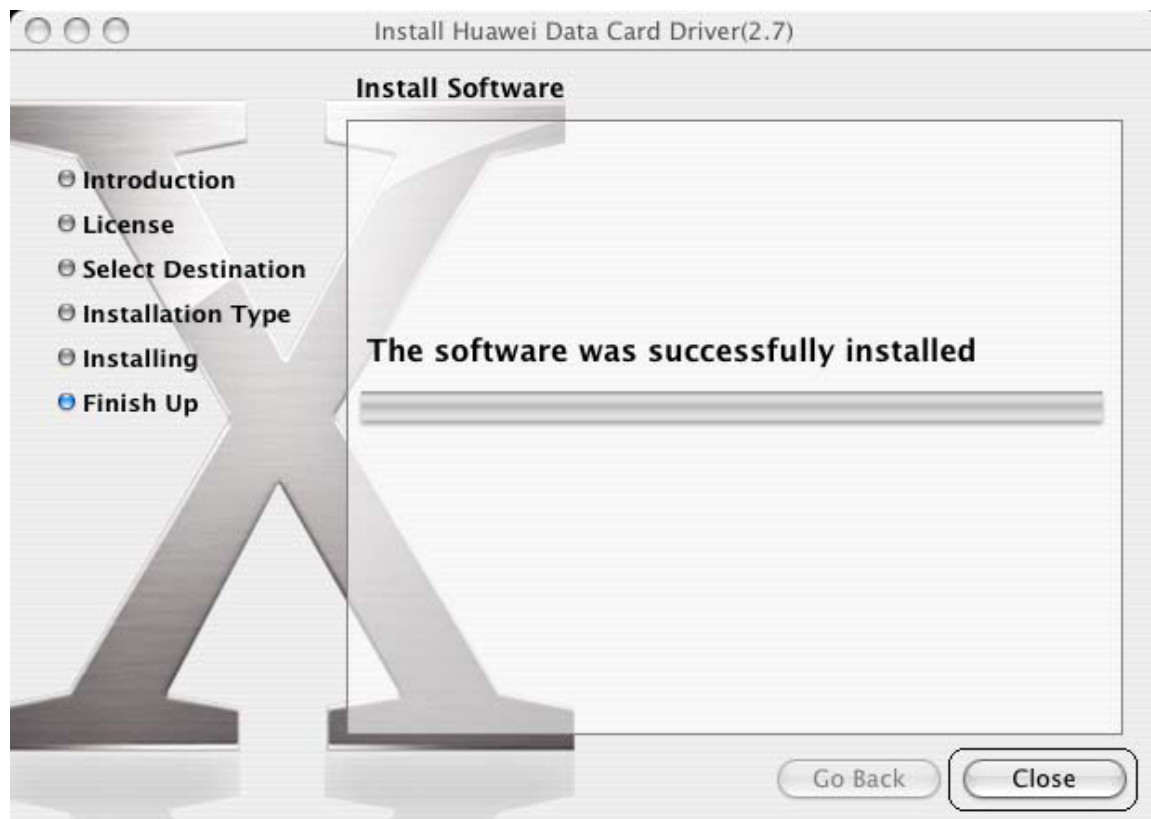 Install Huawei Data Card Driver(2.7)
Install Software
Introduction
License
Select Destination
Installation Type
Installing
Finish Up
The software was successfully installed
Go Back
Close